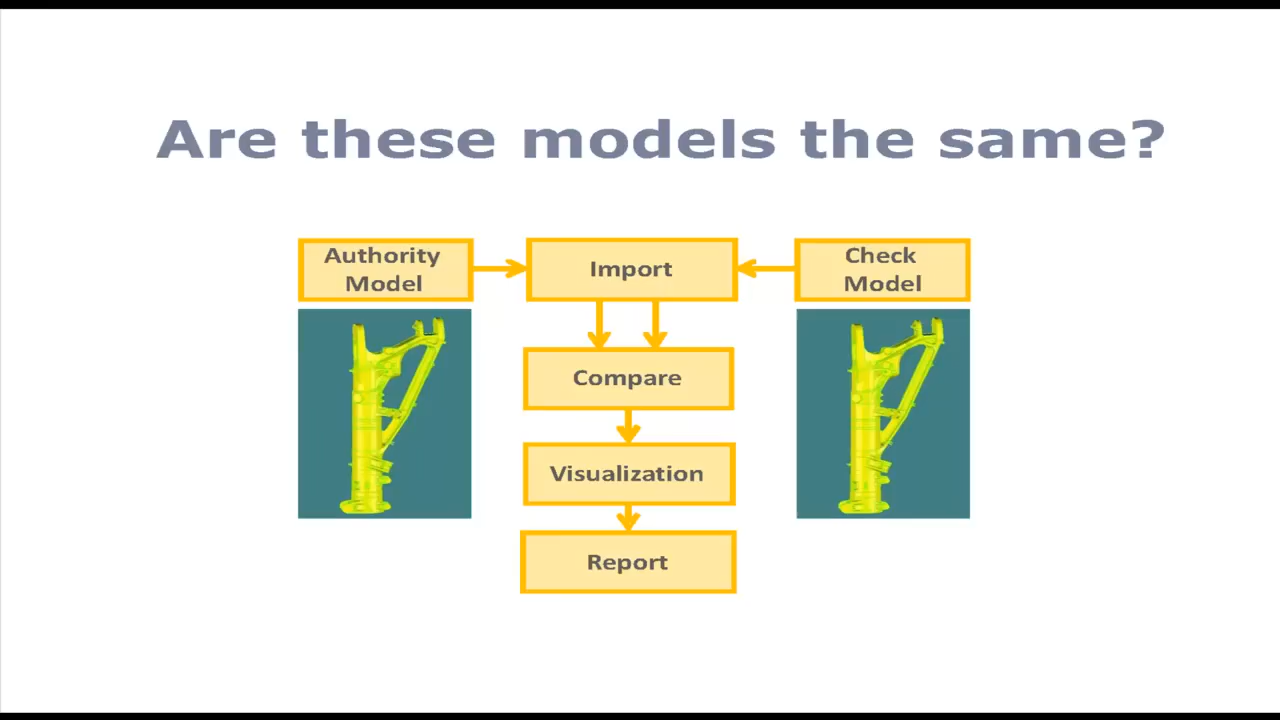 Are these models the same?
Authority
Model
Import
Check
Model
Compare
Visualization
Report